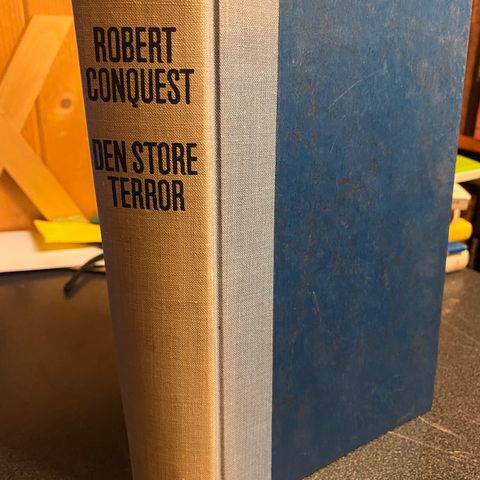 ROBERT
CONQUEST
DEN STORE
TERROR